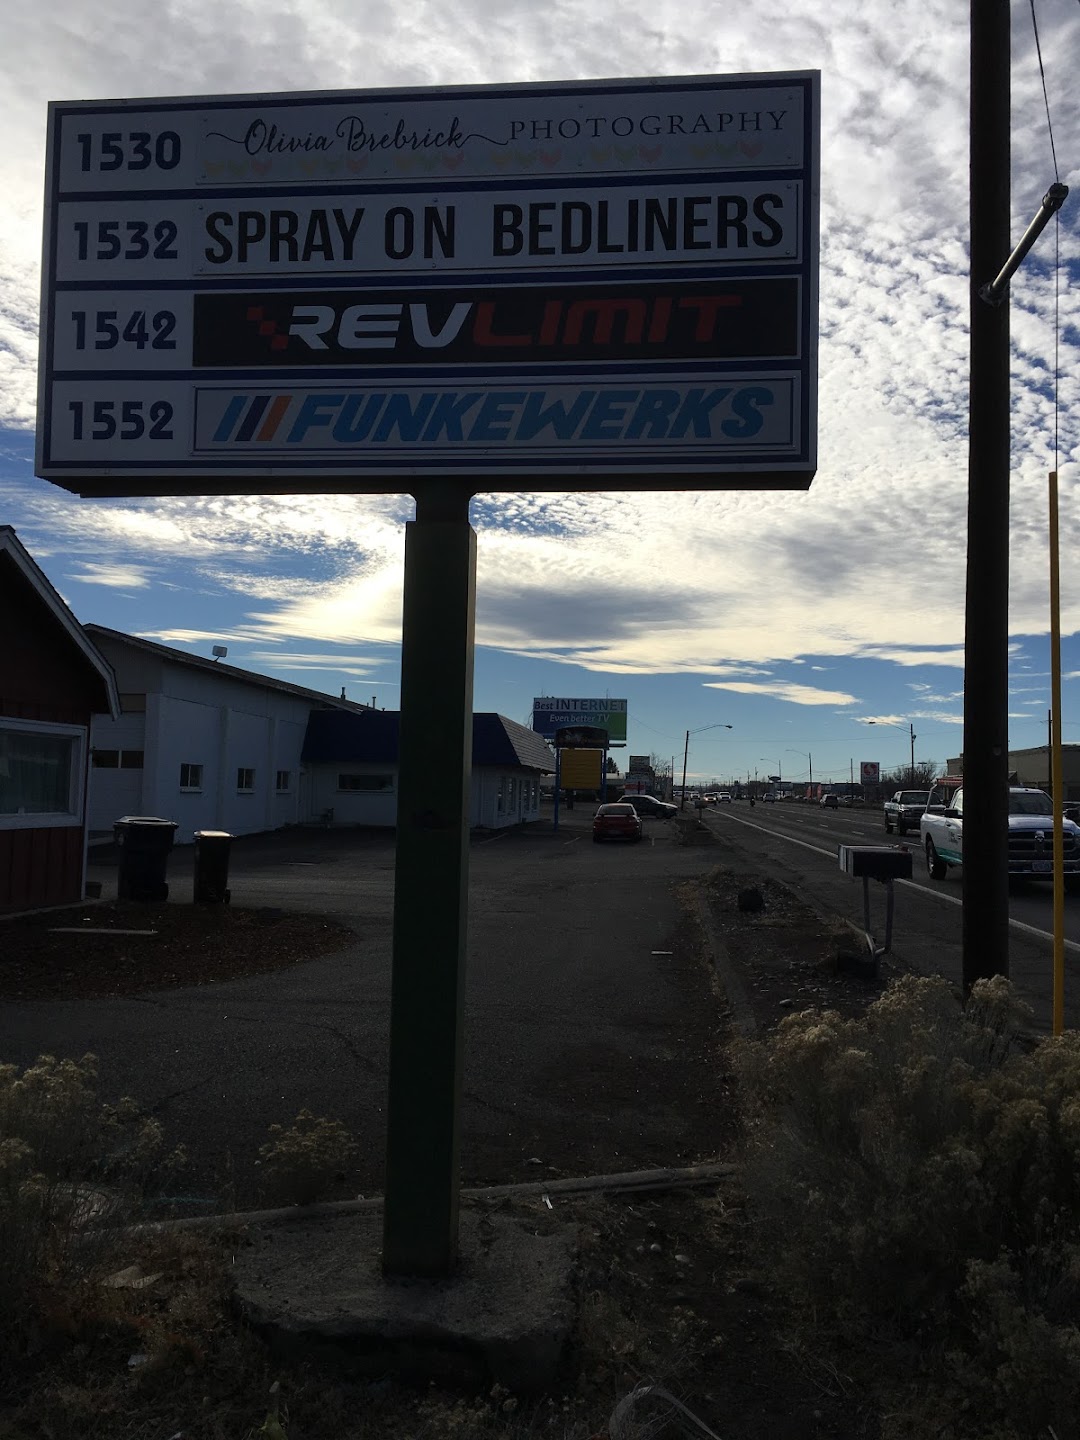 1530 Olivia Brebrick PHOTOGRAPHY
1532 SPRAY ON BEDLINERS
1542 REVLIMIT
1552 FUNKEWERKS
Best INTERNET
Even better TV